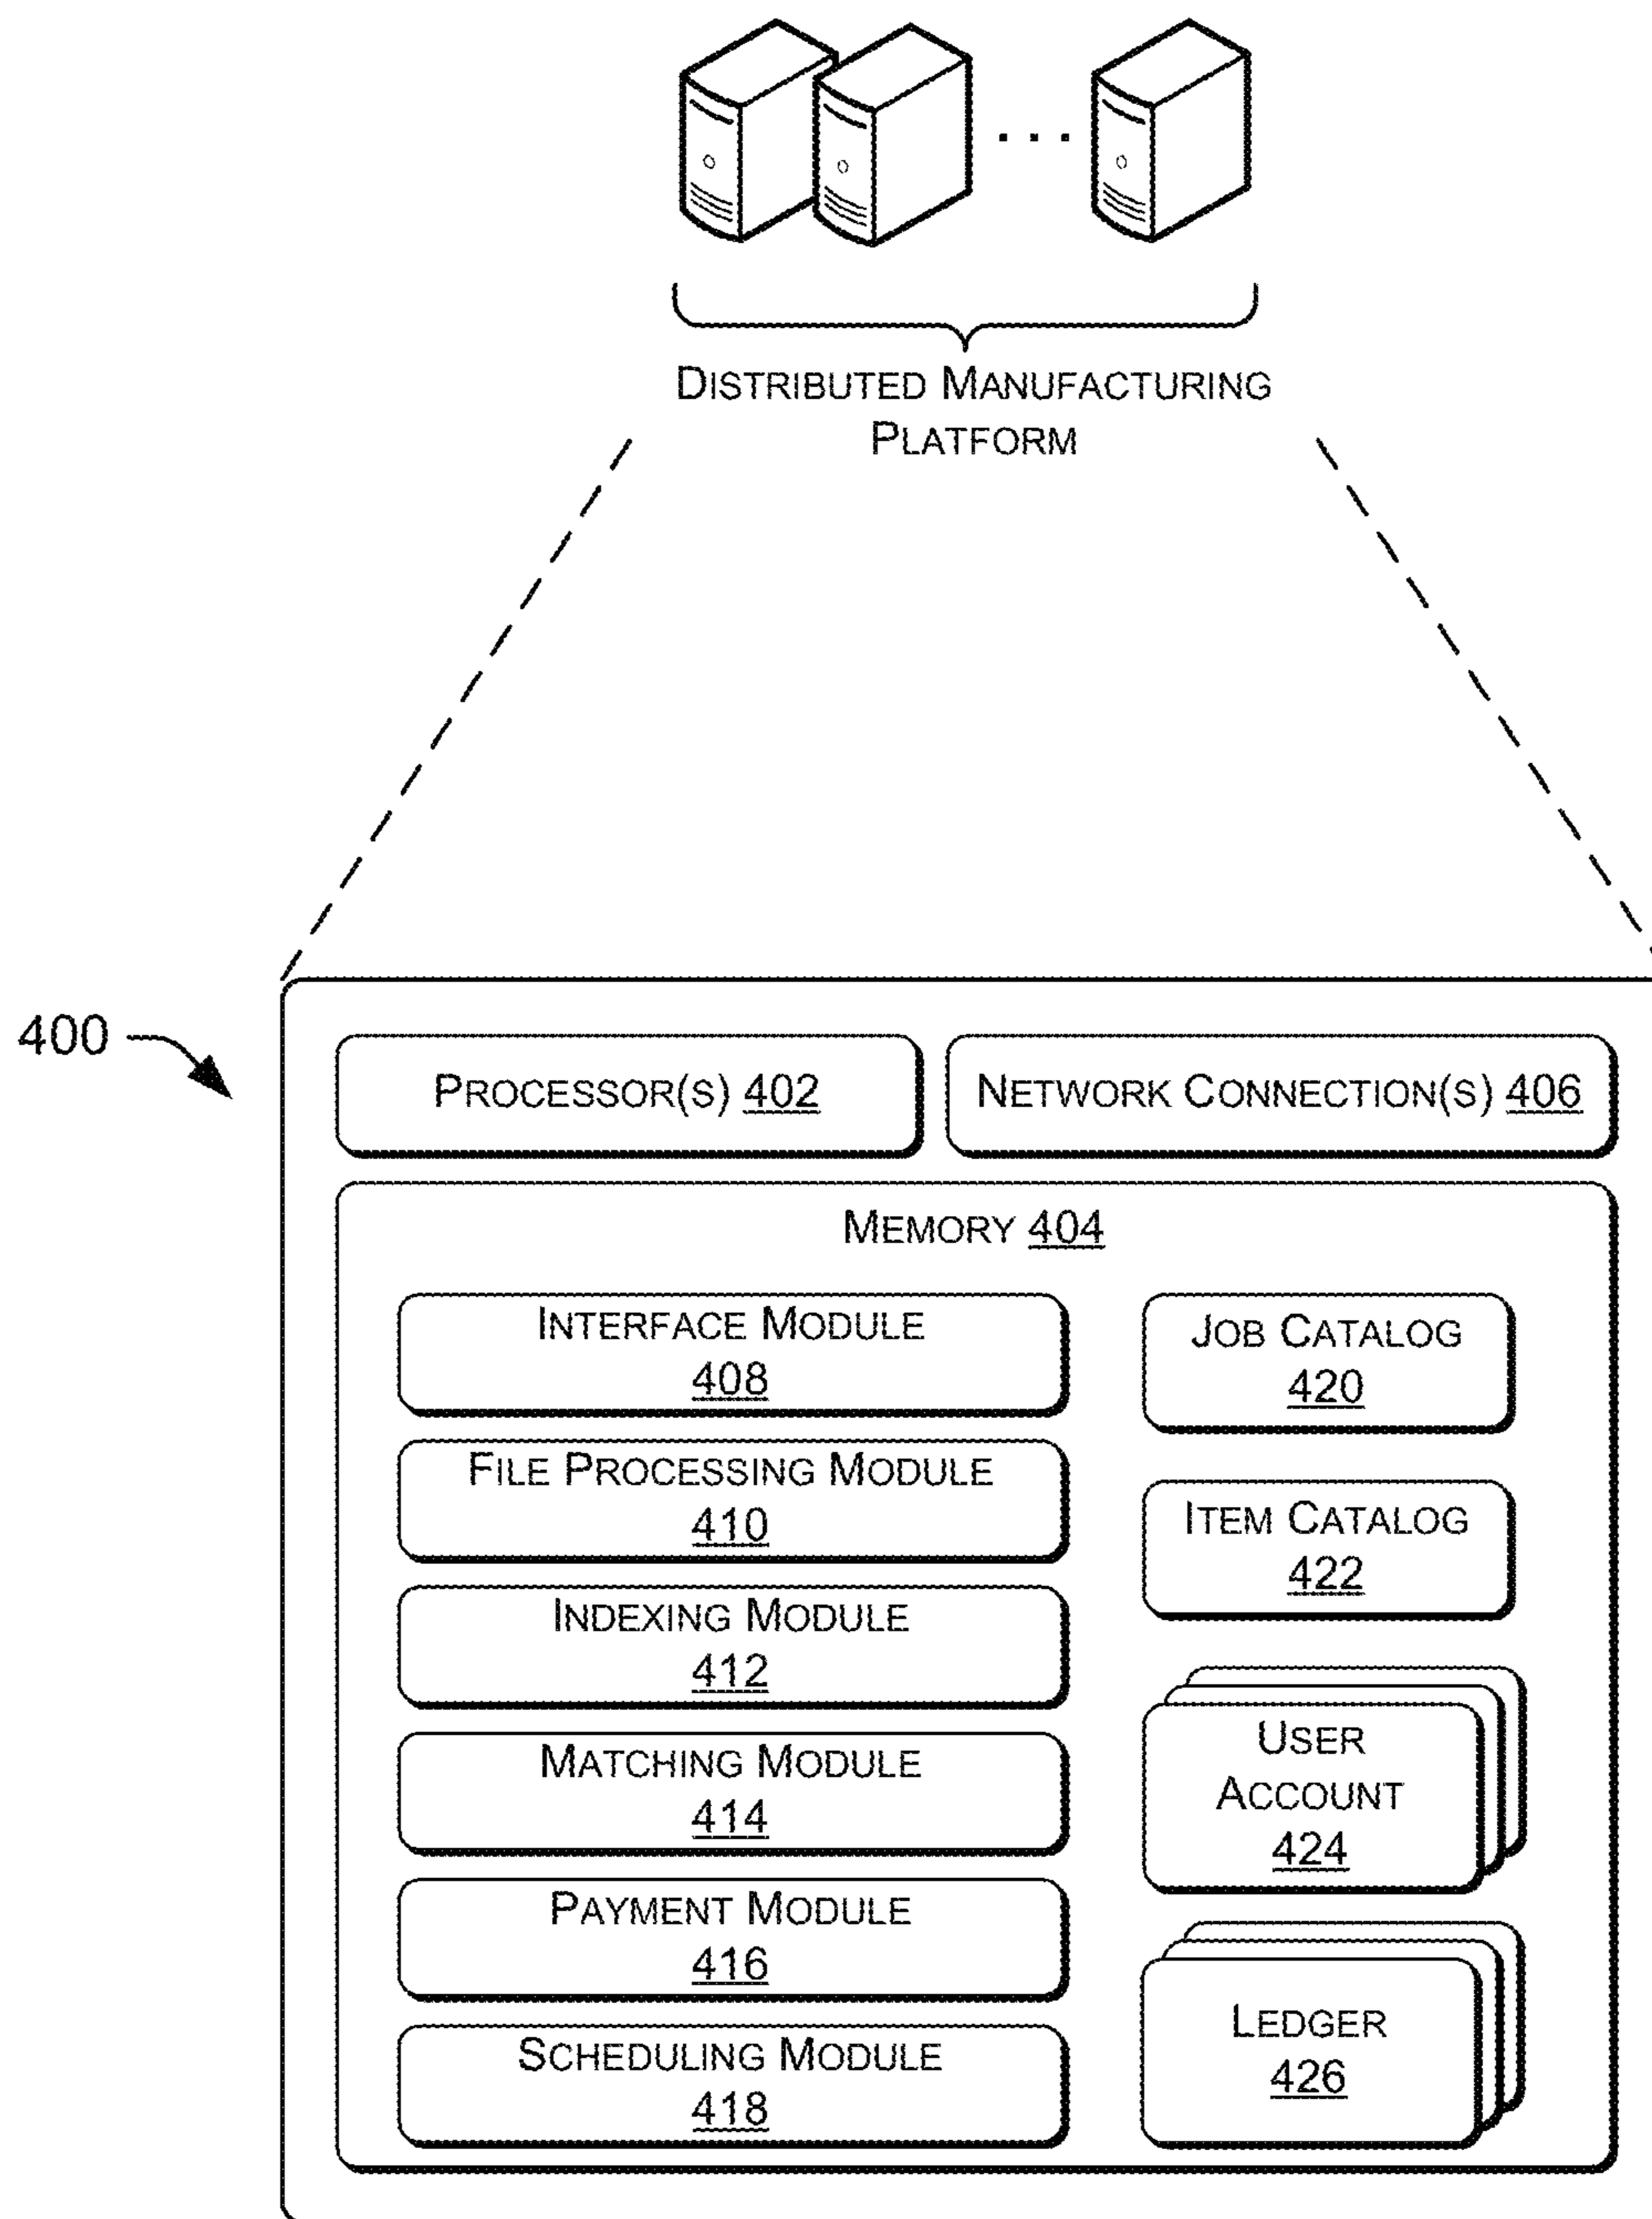 DISTRIBUTED MANUFACTURING
PLATFORM
400
PROCESSOR(S) 402
NETWORK CONNECTION(S) 406
MEMORY 404
INTERFACE MODULE
408
FILE PROCESSING MODULE
410
INDEXING MODULE
412
MATCHING MODULE
414
PAYMENT MODULE
416
SCHEDULING MODULE
418
JOB CATALOG
420
ITEM CATALOG
422
USER
ACCOUNT
424
LEDGER
426